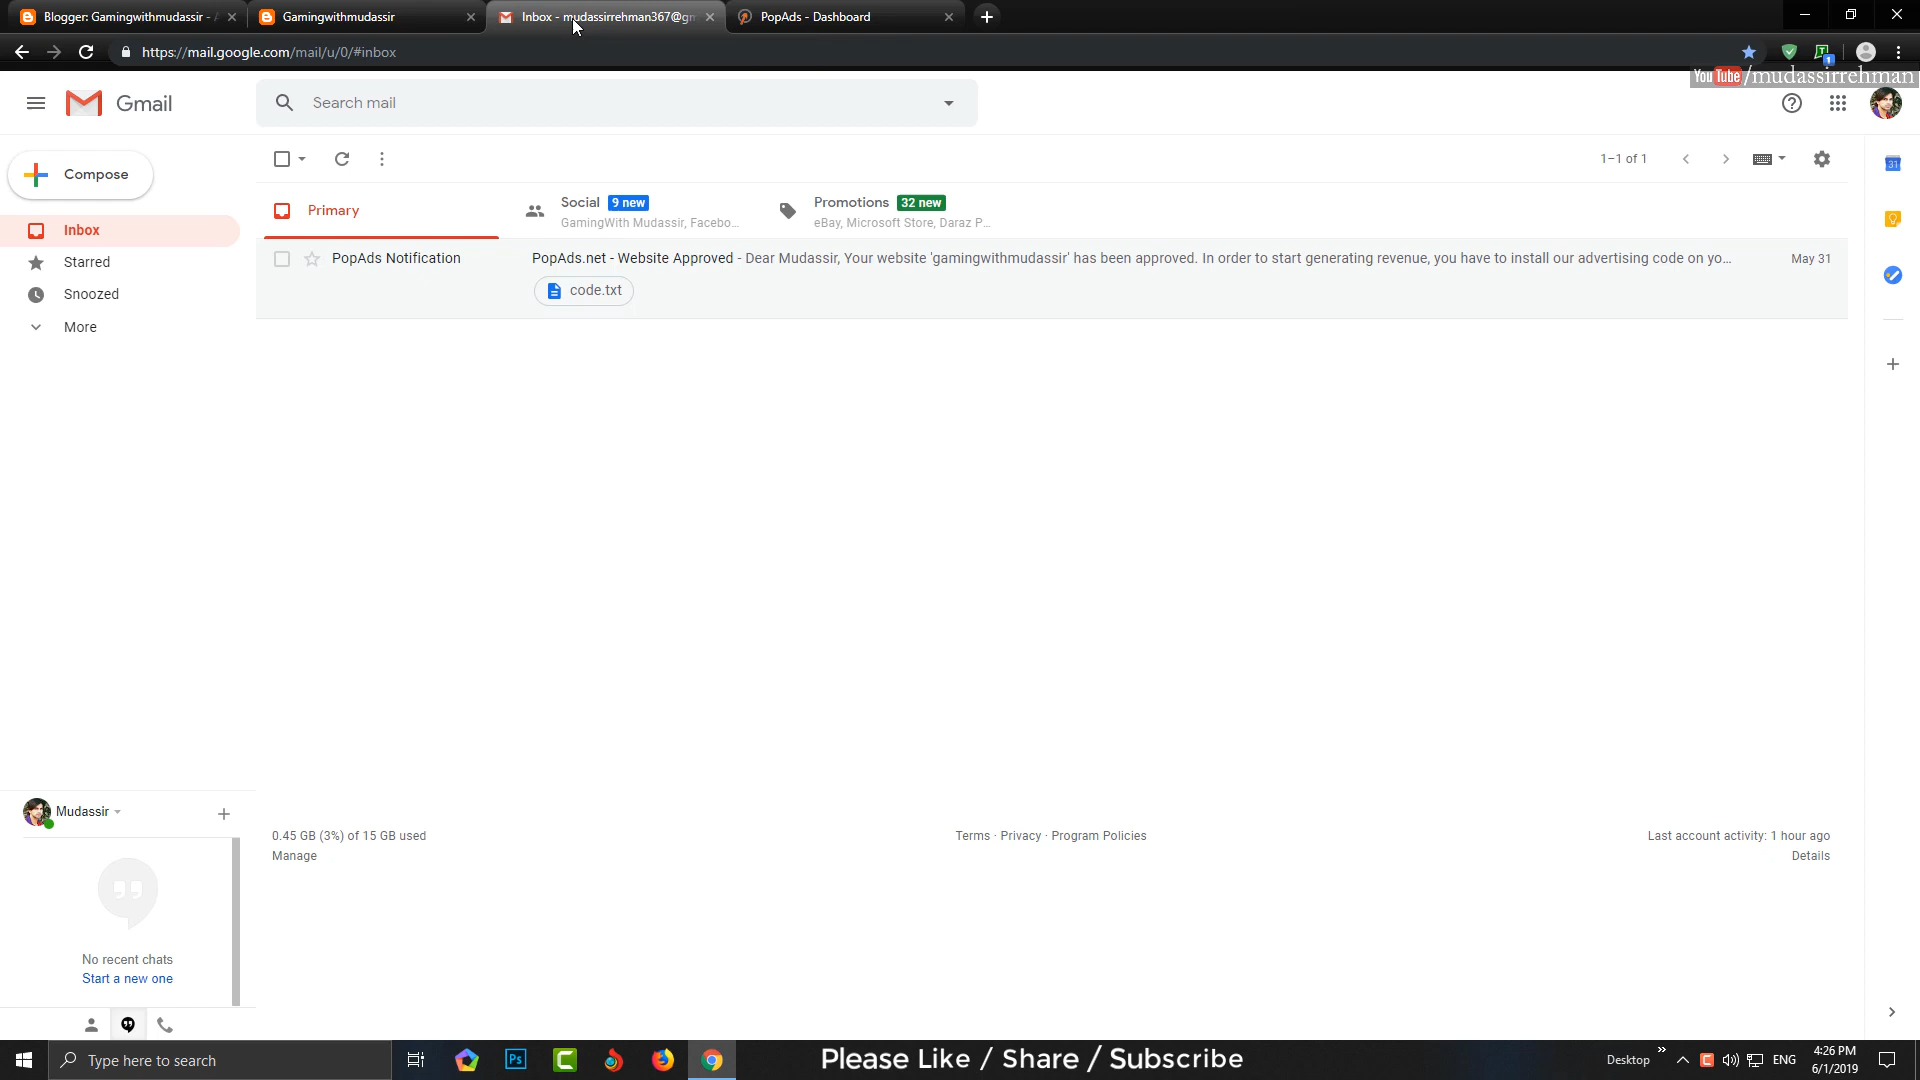 Blogger: Gamingwithmudassir -
Gamingwithmudassir
Inbox - mudassirrehman367@gm
PopAds - Dashboard
https://mail.google.com/mail/u/0/#inbox
You Tube /mudassirrehman
Gmail
Search mail
Compose
1–1 of 1
31
Primary
Social 9 new
GamingWith Mudassir, Facebo...
Promotions 32 new
eBay, Microsoft Store, Daraz P...
Inbox
Starred
Snoozed
More
PopAds Notification
PopAds.net - Website Approved - Dear Mudassir, Your website 'gamingwithmudassir' has been approved. In order to start generating revenue, you have to install our advertising code on yo...
May 31
code.txt
Mudassir
No recent chats
Start a new one
0.45 GB (3%) of 15 GB used
Manage
Terms · Privacy · Program Policies
Last account activity: 1 hour ago
Details
Type here to search
Ps
Please Like / Share / Subscribe
Desktop
ENG
4:26 PM
6/1/2019